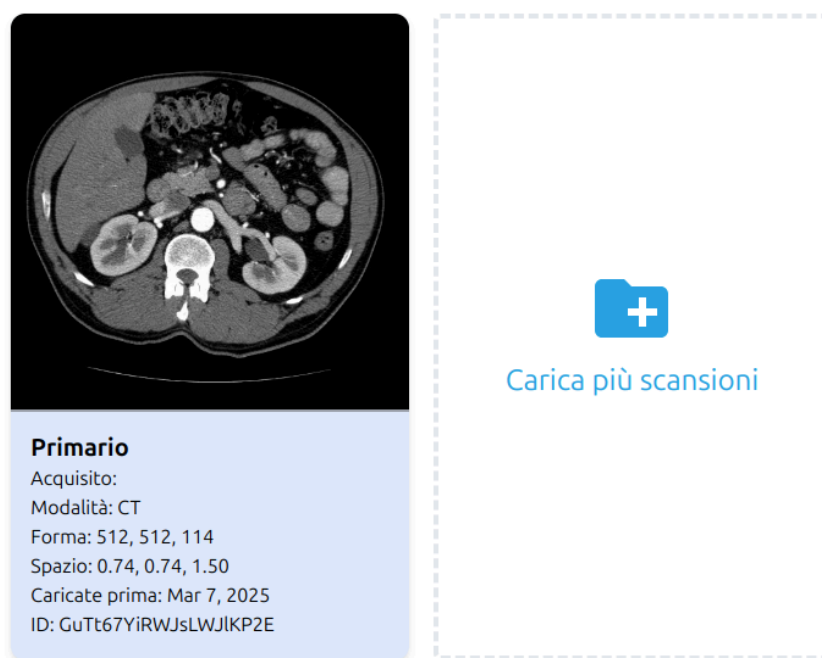 Primario
Acquisito:
Modalità: CT
Forma: 512, 512, 114
Spazio: 0.74, 0.74, 1.50
Caricate prima: Mar 7, 2025
ID: GuTt67YiRWJsLWJlKP2E
Carica più scansioni